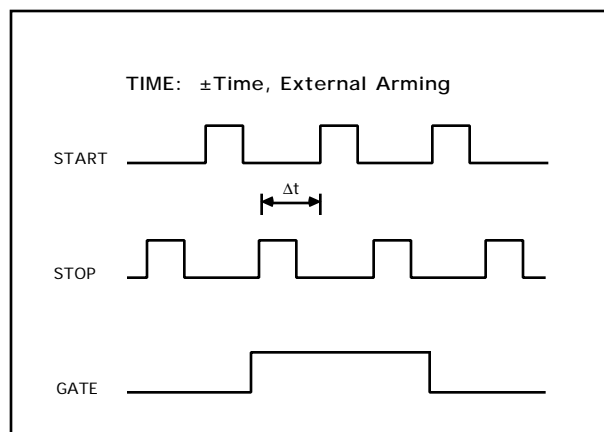 TIME: ±Time, External Arming
START
Δt
STOP
GATE